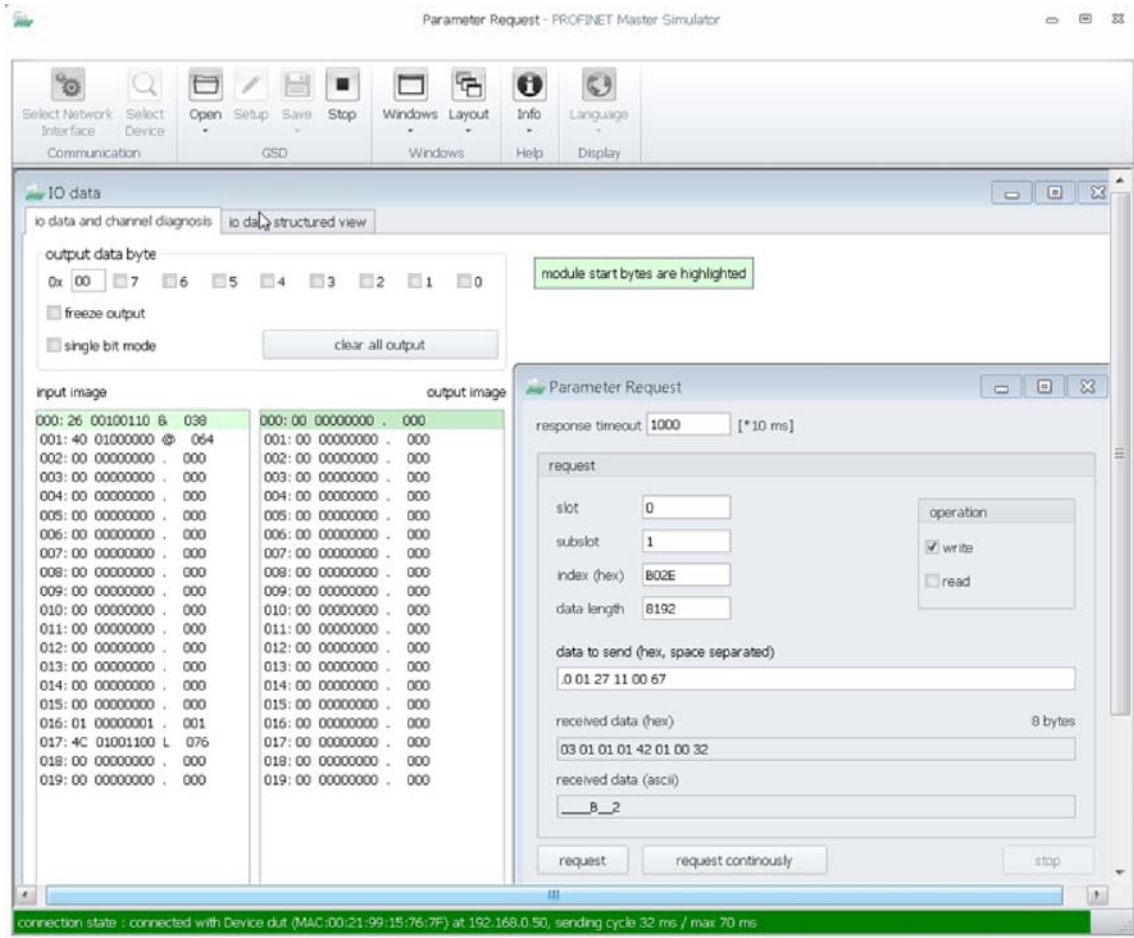 Parameter Request - PROFINET Master Simulator
Select Network Interface
Select Device
Open
Setup
Save
Stop
Windows
Layout
Info
Language
Communication
GSD
Windows
Help
Display
IO data
io data and channel diagnosis
io data structured view
output data byte
0x 00 7 6 5 4 3 2 1 0
freeze output
single bit mode
clear all output
module start bytes are highlighted
input image
000: 26 00100110 & 038
001: 40 01000000 @ 064
002: 00 00000000 . 000
003: 00 00000000 . 000
004: 00 00000000 . 000
005: 00 00000000 . 000
006: 00 00000000 . 000
007: 00 00000000 . 000
008: 00 00000000 . 000
009: 00 00000000 . 000
010: 00 00000000 . 000
011: 00 00000000 . 000
012: 00 00000000 . 000
013: 00 00000000 . 000
014: 00 00000000 . 000
015: 00 00000000 . 000
016: 01 00000001 . 001
017: 4C 01001100 L 076
018: 00 00000000 . 000
019: 00 00000000 . 000
output image
000: 00 00000000 . 000
001: 00 00000000 . 000
002: 00 00000000 . 000
003: 00 00000000 . 000
004: 00 00000000 . 000
005: 00 00000000 . 000
006: 00 00000000 . 000
007: 00 00000000 . 000
008: 00 00000000 . 000
009: 00 00000000 . 000
010: 00 00000000 . 000
011: 00 00000000 . 000
012: 00 00000000 . 000
013: 00 00000000 . 000
014: 00 00000000 . 000
015: 00 00000000 . 000
016: 00 00000000 . 000
017: 00 00000000 . 000
018: 00 00000000 . 000
019: 00 00000000 . 000
Parameter Request
response timeout 1000 [*10 ms]
request
slot 0
subslot 1
index (hex) B02E
data length 8192
operation
write
read
data to send (hex, space separated)
.0 01 27 11 00 67
received data (hex) 8 bytes
03 01 01 01 42 01 00 32
received data (ascii)
____B__2
request
request continously
stop
connection state : connected with Device dut (MAC:00:21:99:15:76:7F) at 192.168.0.50, sending cycle 32 ms / max 70 ms